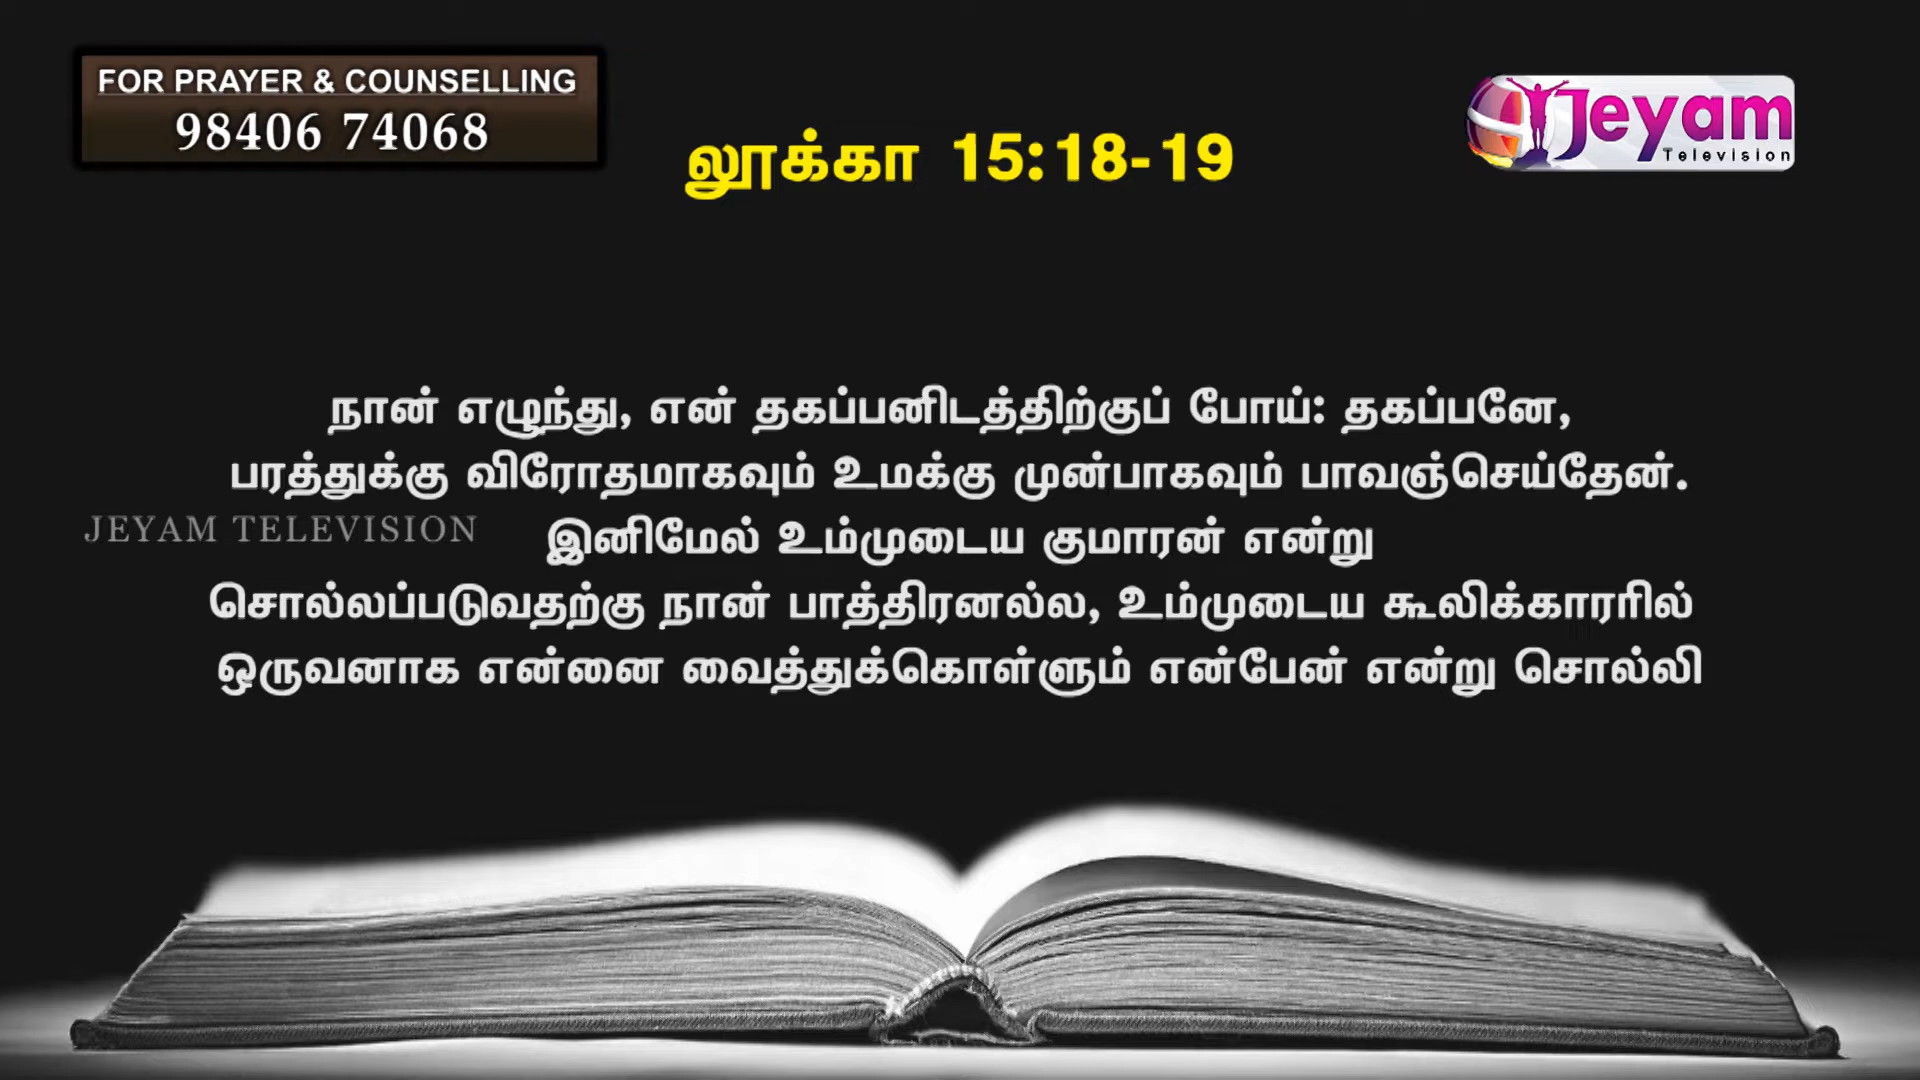 FOR PRAYER & COUNSELLING
98406 74068
லூக்கா 15:18-19
Jeyam
Television
நான் எழுந்து, என் தகப்பனிடத்திற்குப் போய்: தகப்பனே,
பரத்துக்கு விரோதமாகவும் உமக்கு முன்பாகவும் பாவஞ்செய்தேன்.
JEYAM TELEVISION
இனிமேல் உம்முடைய குமாரன் என்று
சொல்லப்படுவதற்கு நான் பாத்திரனல்ல, உம்முடைய கூலிக்காரரில்
ஒருவனாக என்னை வைத்துக்கொள்ளும் என்பேன் என்று சொல்லி